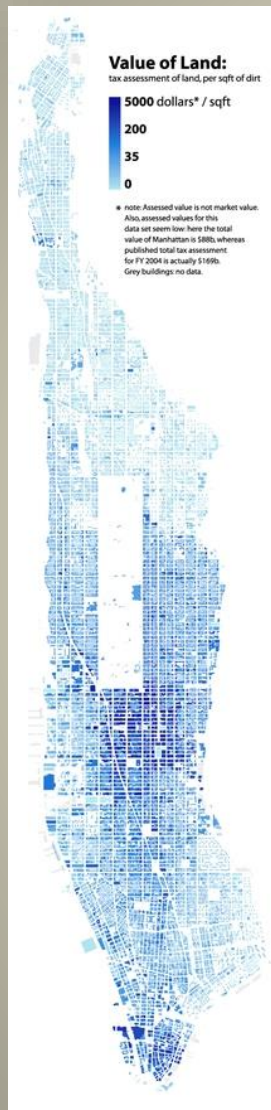 Value of Land:
tax assessment of land, per sqft of dirt
5000 dollars* / sqft
200
35
0
* note: Assessed value is not market value.
Also, assessed values for this
data set seem low: here the total
value of Manhattan is $88b, whereas
published total tax assessment
for FY 2004 is actually $169b.
Grey buildings: no data.